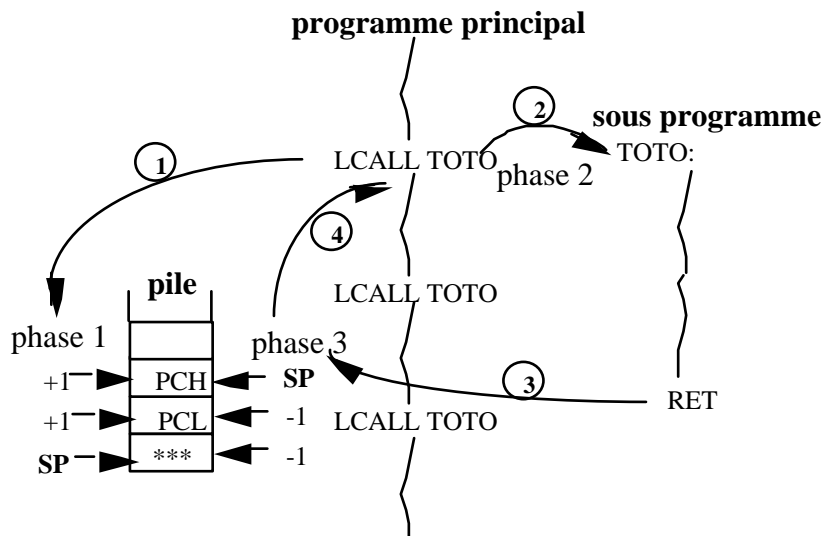 programme principal
2
sous programme
1
LCALL TOTO
TOTO:
phase 2
4
pile
LCALL TOTO
phase 1
phase 3
+1
PCH
SP
3
RET
+1
PCL
-1
LCALL TOTO
SP
***
-1